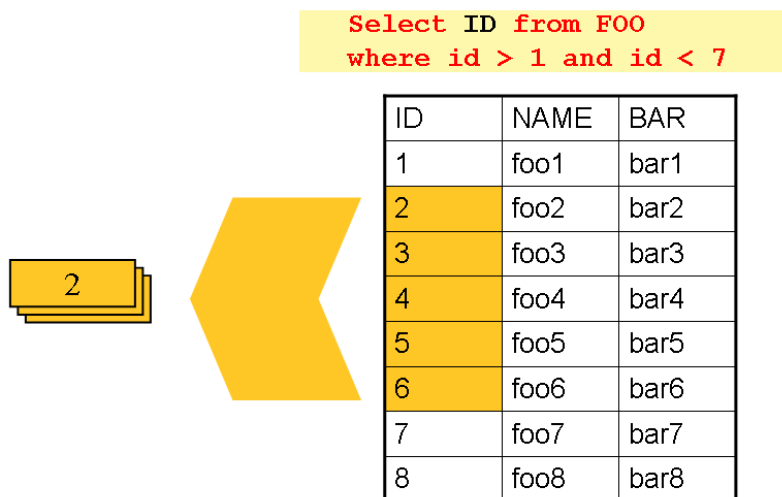 Select ID from FOO
where id > 1 and id < 7
ID NAME BAR
1 foo1 bar1
2 foo2 bar2
3 foo3 bar3
4 foo4 bar4
5 foo5 bar5
6 foo6 bar6
7 foo7 bar7
8 foo8 bar8
2